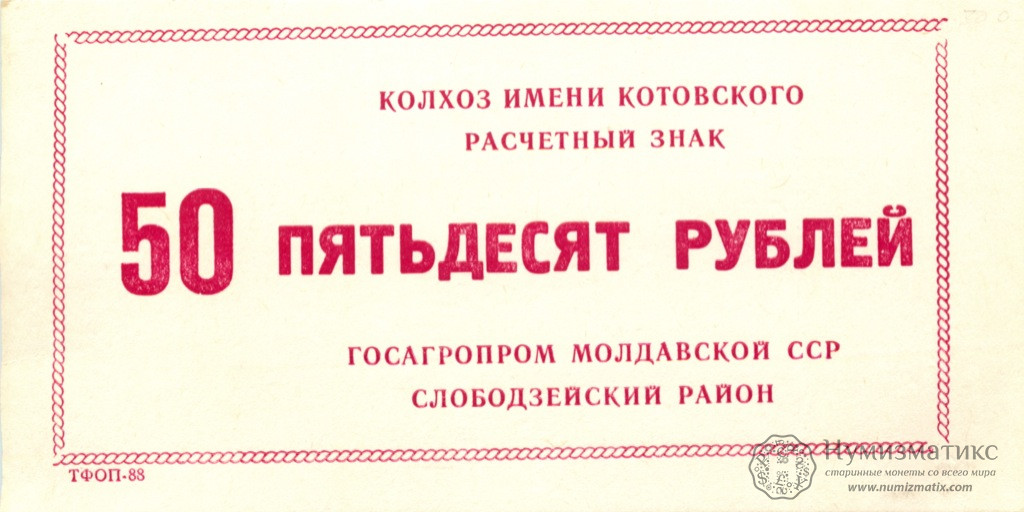 КОЛХОЗ ИМЕНИ КОТОВСКОГО
РАСЧЕТНЫЙ ЗНАК
50 ПЯТЬДЕСЯТ РУБЛЕЙ
ГОСАГРОПРОМ МОЛДАВСКОЙ ССР
СЛОБОДЗЕЙСКИЙ РАЙОН
ТФОП-88
Нумизматикс
старинные монеты со всего мира
www.numizmatix.com